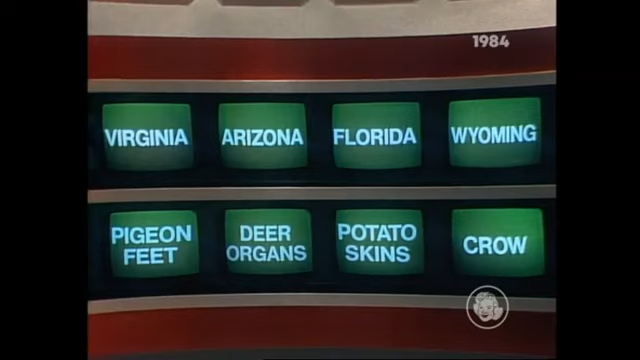 1984
VIRGINIA
ARIZONA
FLORIDA
WYOMING
PIGEON
FEET
DEER
ORGANS
POTATO
SKINS
CROW